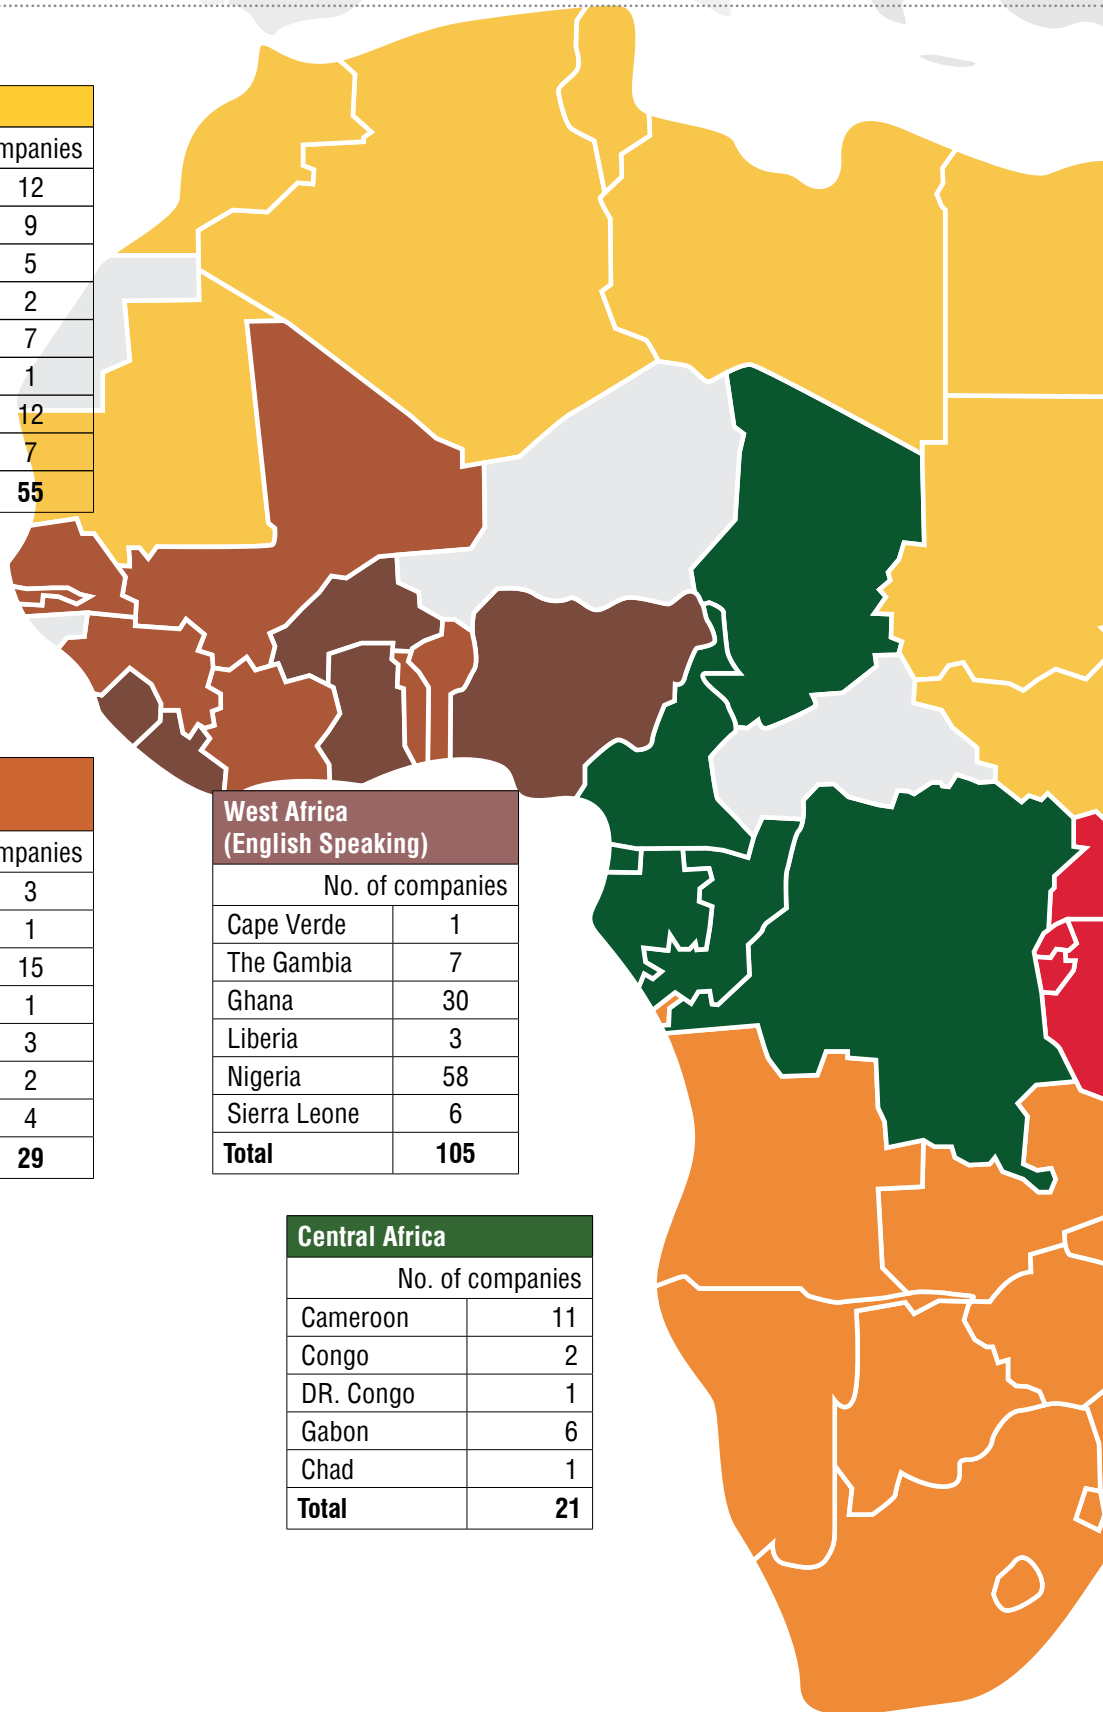 mpanies
12
9
5
2
7
1
12
7
55
mpanies
3
1
15
1
3
2
4
29
West Africa
(English Speaking)
No. of companies
Cape Verde 1
The Gambia 7
Ghana 30
Liberia 3
Nigeria 58
Sierra Leone 6
Total 105
Central Africa
No. of companies
Cameroon 11
Congo 2
DR. Congo 1
Gabon 6
Chad 1
Total 21